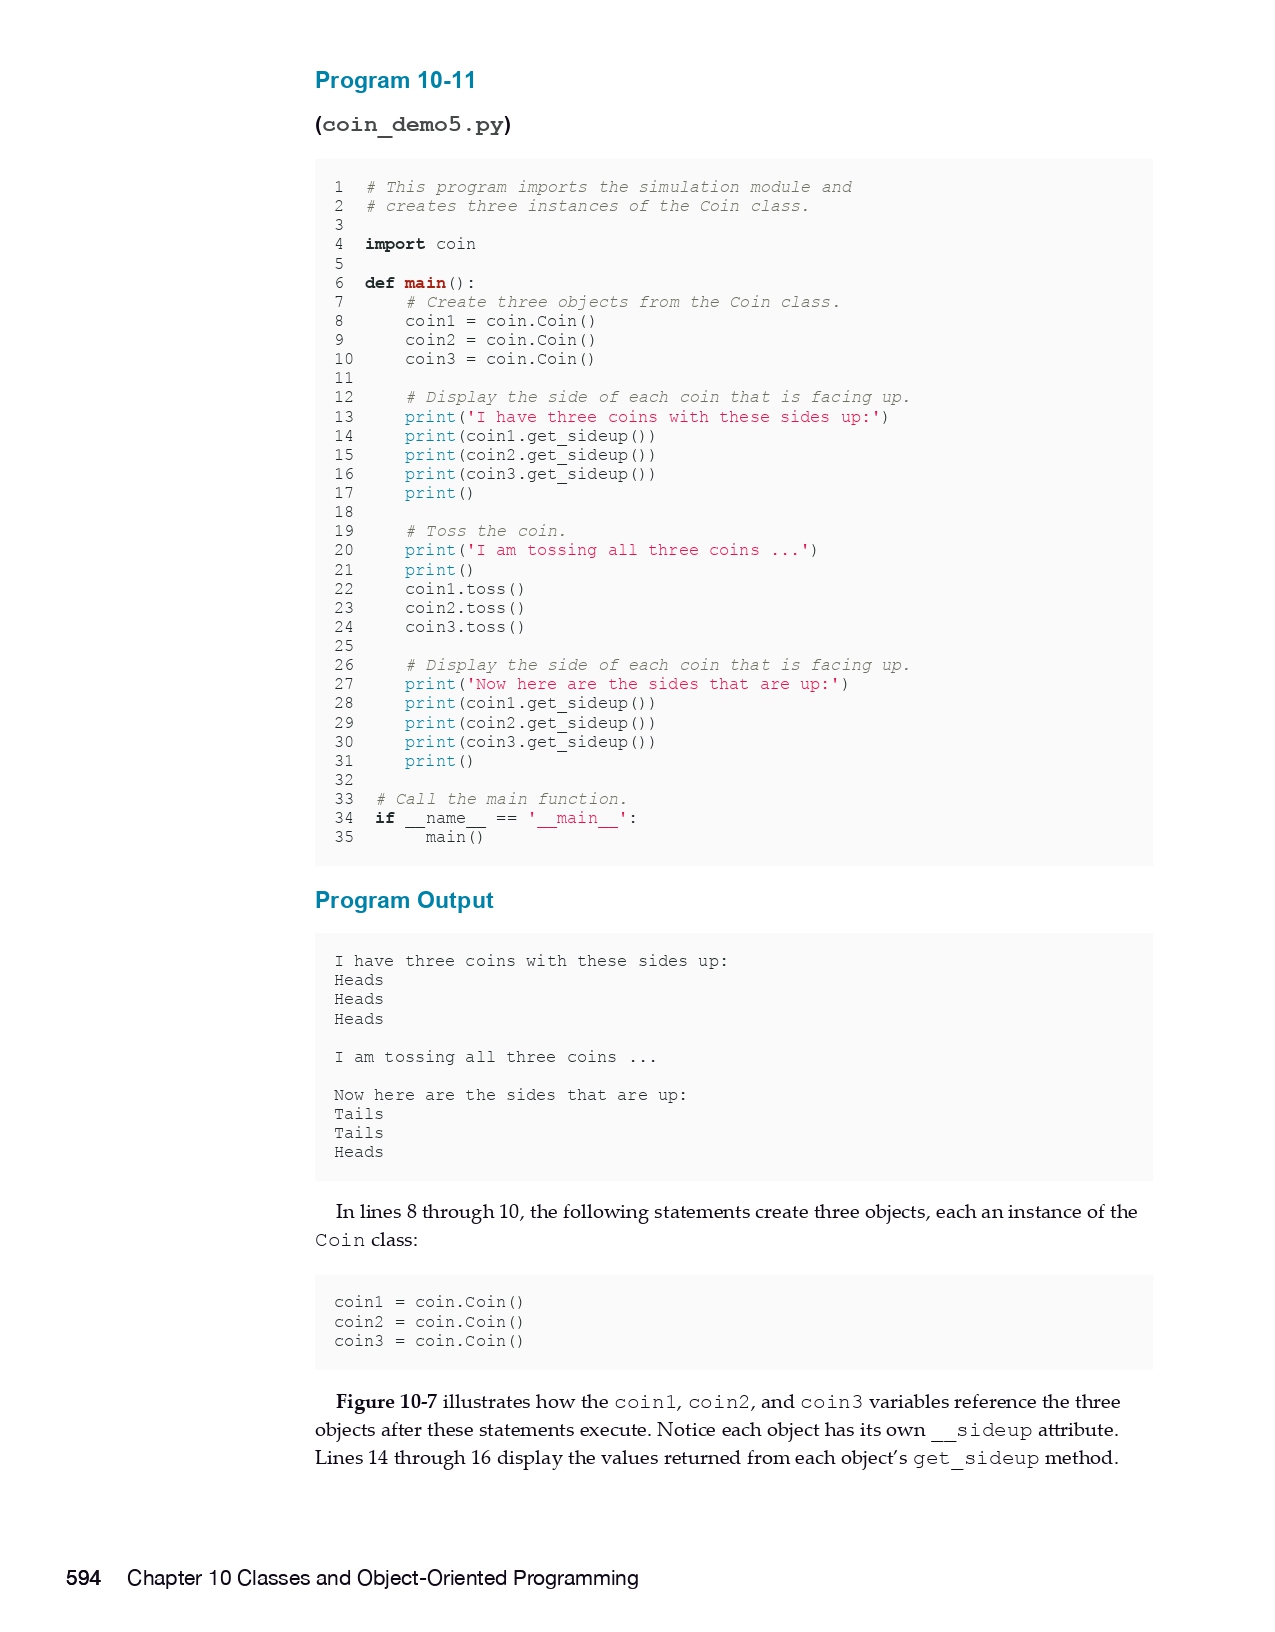 Program 10-11
(coin_demo5.py)
1  # This program imports the simulation module and
2  # creates three instances of the Coin class.
3
4  import coin
5
6  def main():
7      # Create three objects from the Coin class.
8      coin1 = coin.Coin()
9      coin2 = coin.Coin()
10     coin3 = coin.Coin()
11
12     # Display the side of each coin that is facing up.
13     print('I have three coins with these sides up:')
14     print(coin1.get_sideup())
15     print(coin2.get_sideup())
16     print(coin3.get_sideup())
17     print()
18
19     # Toss the coin.
20     print('I am tossing all three coins ...')
21     print()
22     coin1.toss()
23     coin2.toss()
24     coin3.toss()
25
26     # Display the side of each coin that is facing up.
27     print('Now here are the sides that are up:')
28     print(coin1.get_sideup())
29     print(coin2.get_sideup())
30     print(coin3.get_sideup())
31     print()
32
33  # Call the main function.
34  if __name__ == '__main__':
35       main()
Program Output
I have three coins with these sides up:
Heads
Heads
Heads
I am tossing all three coins ...
Now here are the sides that are up:
Tails
Tails
Heads
In lines 8 through 10, the following statements create three objects, each an instance of the
Coin class:
coin1 = coin.Coin()
coin2 = coin.Coin()
coin3 = coin.Coin()
Figure 10-7 illustrates how the coin1, coin2, and coin3 variables reference the three
objects after these statements execute. Notice each object has its own __sideup attribute.
Lines 14 through 16 display the values returned from each object’s get_sideup method.
594 Chapter 10 Classes and Object-Oriented Programming